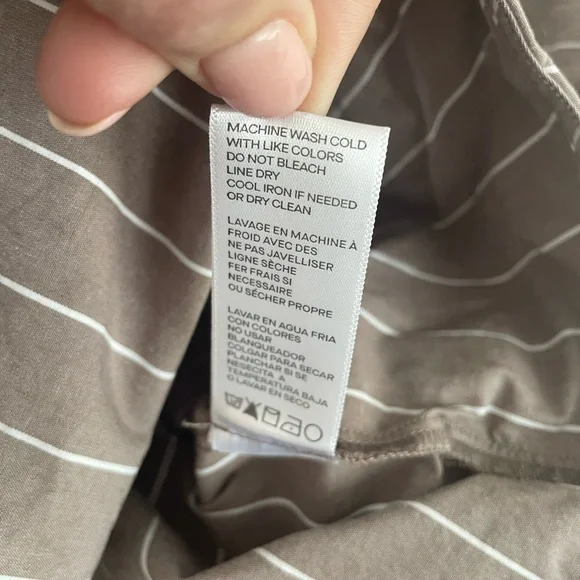 MACHINE WASH COLD
WITH LIKE COLORS
DO NOT BLEACH
LINE DRY
COOL IRON IF NEEDED
OR DRY CLEAN
LAVAGE EN MACHINE À
FROID AVEC DES
NE PAS JAVELLISER
LIGNE SÈCHE
FER FRAIS SI
NECESSAIRE
OU SÉCHER PROPRE
LAVAR EN AGUA FRIA
CON COLORES
NO USAR
BLANQUEADOR
COLGAR PARA SECAR
PLANCHAR SI SE
NESECITA A
TEMPERATURA BAJA
O LAVAR EN SECO